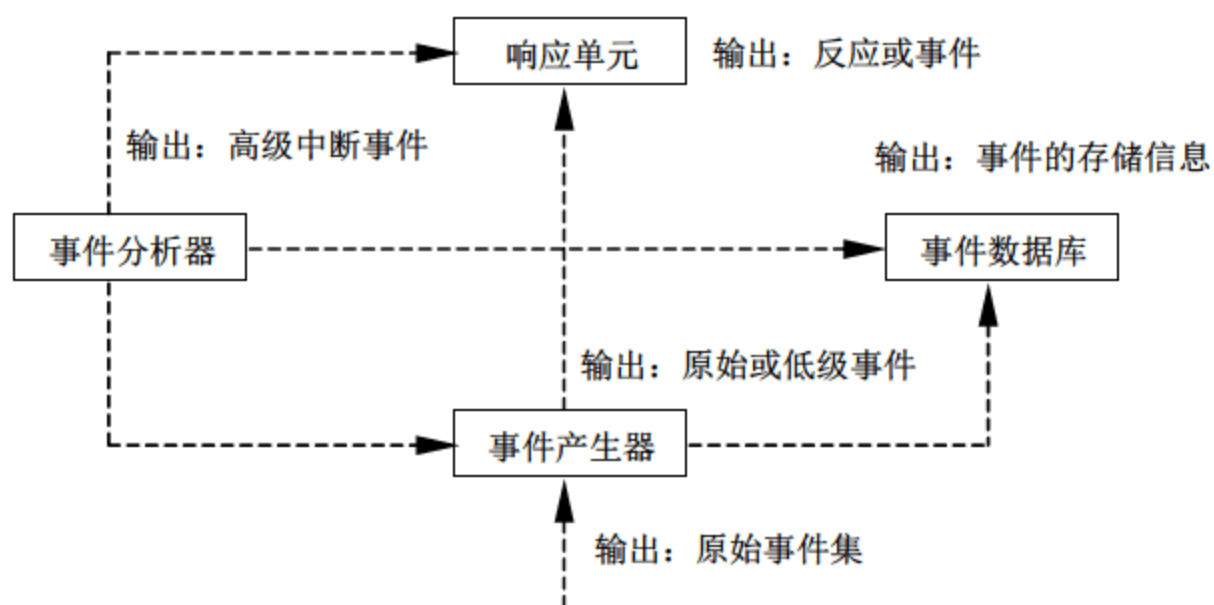 响应单元
输出：反应或事件
输出：高级中断事件
输出：事件的存储信息
事件分析器
事件数据库
输出：原始或低级事件
事件产生器
输出：原始事件集